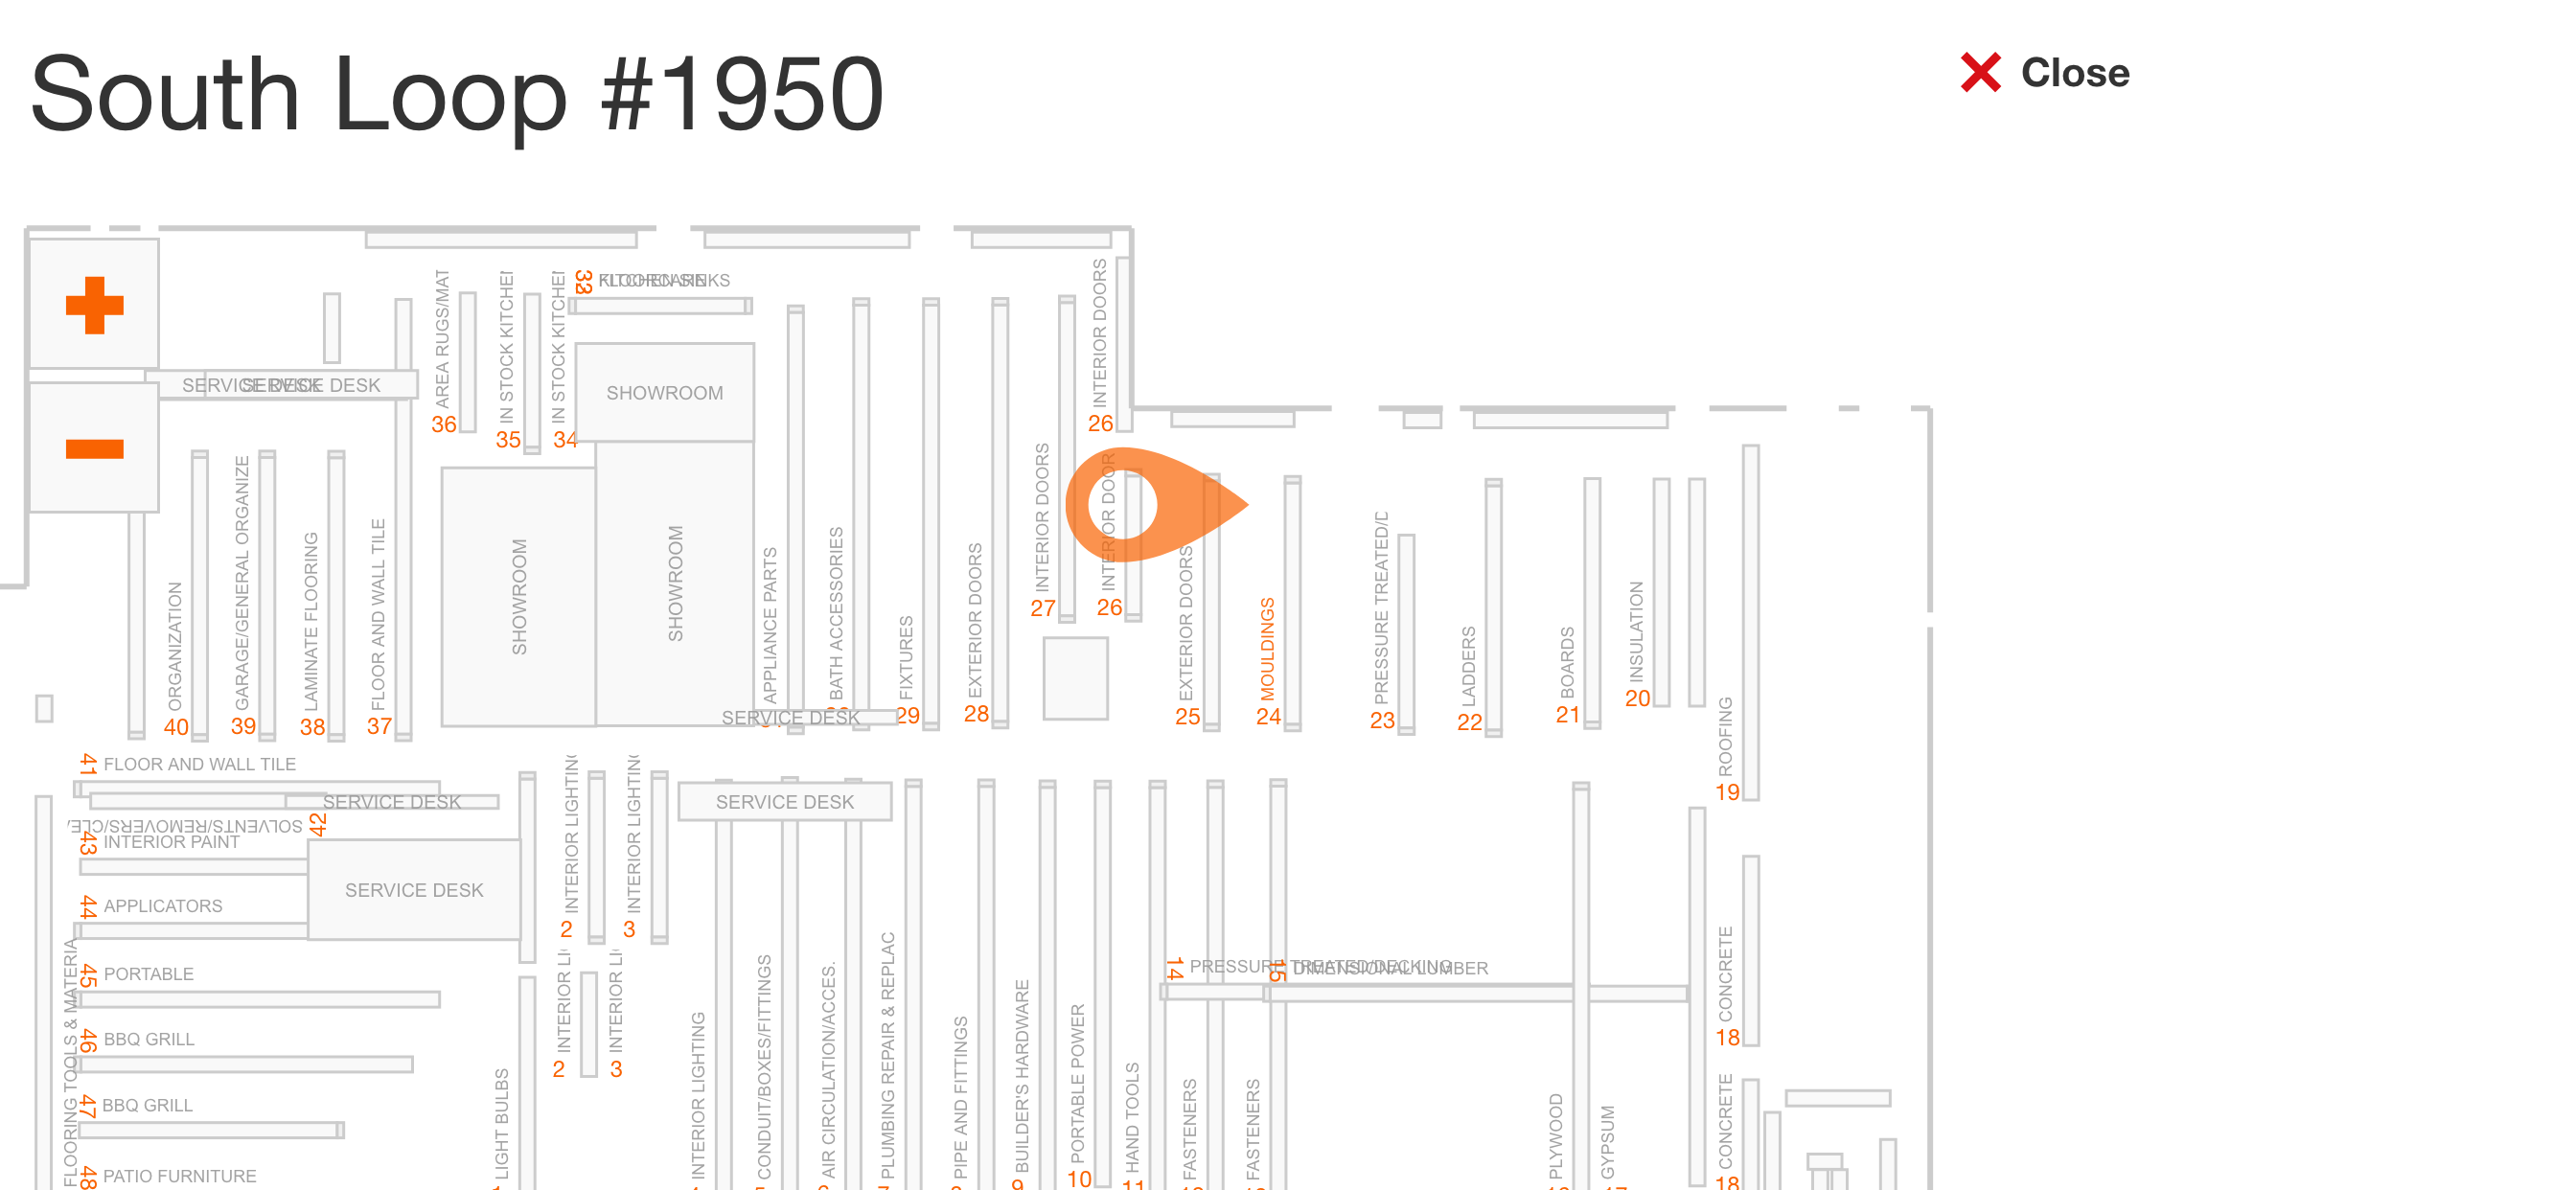 South Loop #1950
Close
SERVICE DESK
SERVICE DESK
AREA RUGS/MAT
36
IN STOCK KITCHE
35
IN STOCK KITCHE
34
33
KITCHEN SINKS
SHOWROOM
SHOWROOM
SHOWROOM
INTERIOR DOORS
26
ORGANIZATION
40
GARAGE/GENERAL ORGANIZE
39
LAMINATE FLOORING
38
FLOOR AND WALL TILE
37
APPLIANCE PARTS
BATH ACCESSORIES
SERVICE DESK
FIXTURES
29
EXTERIOR DOORS
28
INTERIOR DOORS
27
INTERIOR DOOR
26
EXTERIOR DOORS
25
MOULDINGS
24
PRESSURE TREATED/D
23
LADDERS
22
BOARDS
21
INSULATION
20
ROOFING
19
41 FLOOR AND WALL TILE
SERVICE DESK
SOLVENTS/REMOVERS/CLE/
42
43 INTERIOR PAINT
44 APPLICATORS
SERVICE DESK
45 PORTABLE
46 BBQ GRILL
47 BBQ GRILL
48 PATIO FURNITURE
FLOORING TOOLS & MATERIA
LIGHT BULBS
INTERIOR LIGHTING
2
INTERIOR LIGHTING
3
INTERIOR LI
2
INTERIOR LI
3
SERVICE DESK
INTERIOR LIGHTING
CONDUIT/BOXES/FITTINGS
AIR CIRCULATION/ACCES.
PLUMBING REPAIR & REPLAC
PIPE AND FITTINGS
BUILDER'S HARDWARE
9
PORTABLE POWER
10
HAND TOOLS
11
FASTENERS
FASTENERS
14 PRESSURE TREATED/DECKING
15 DIMENSIONAL LUMBER
PLYWOOD
GYPSUM
CONCRETE
18
CONCRETE
18